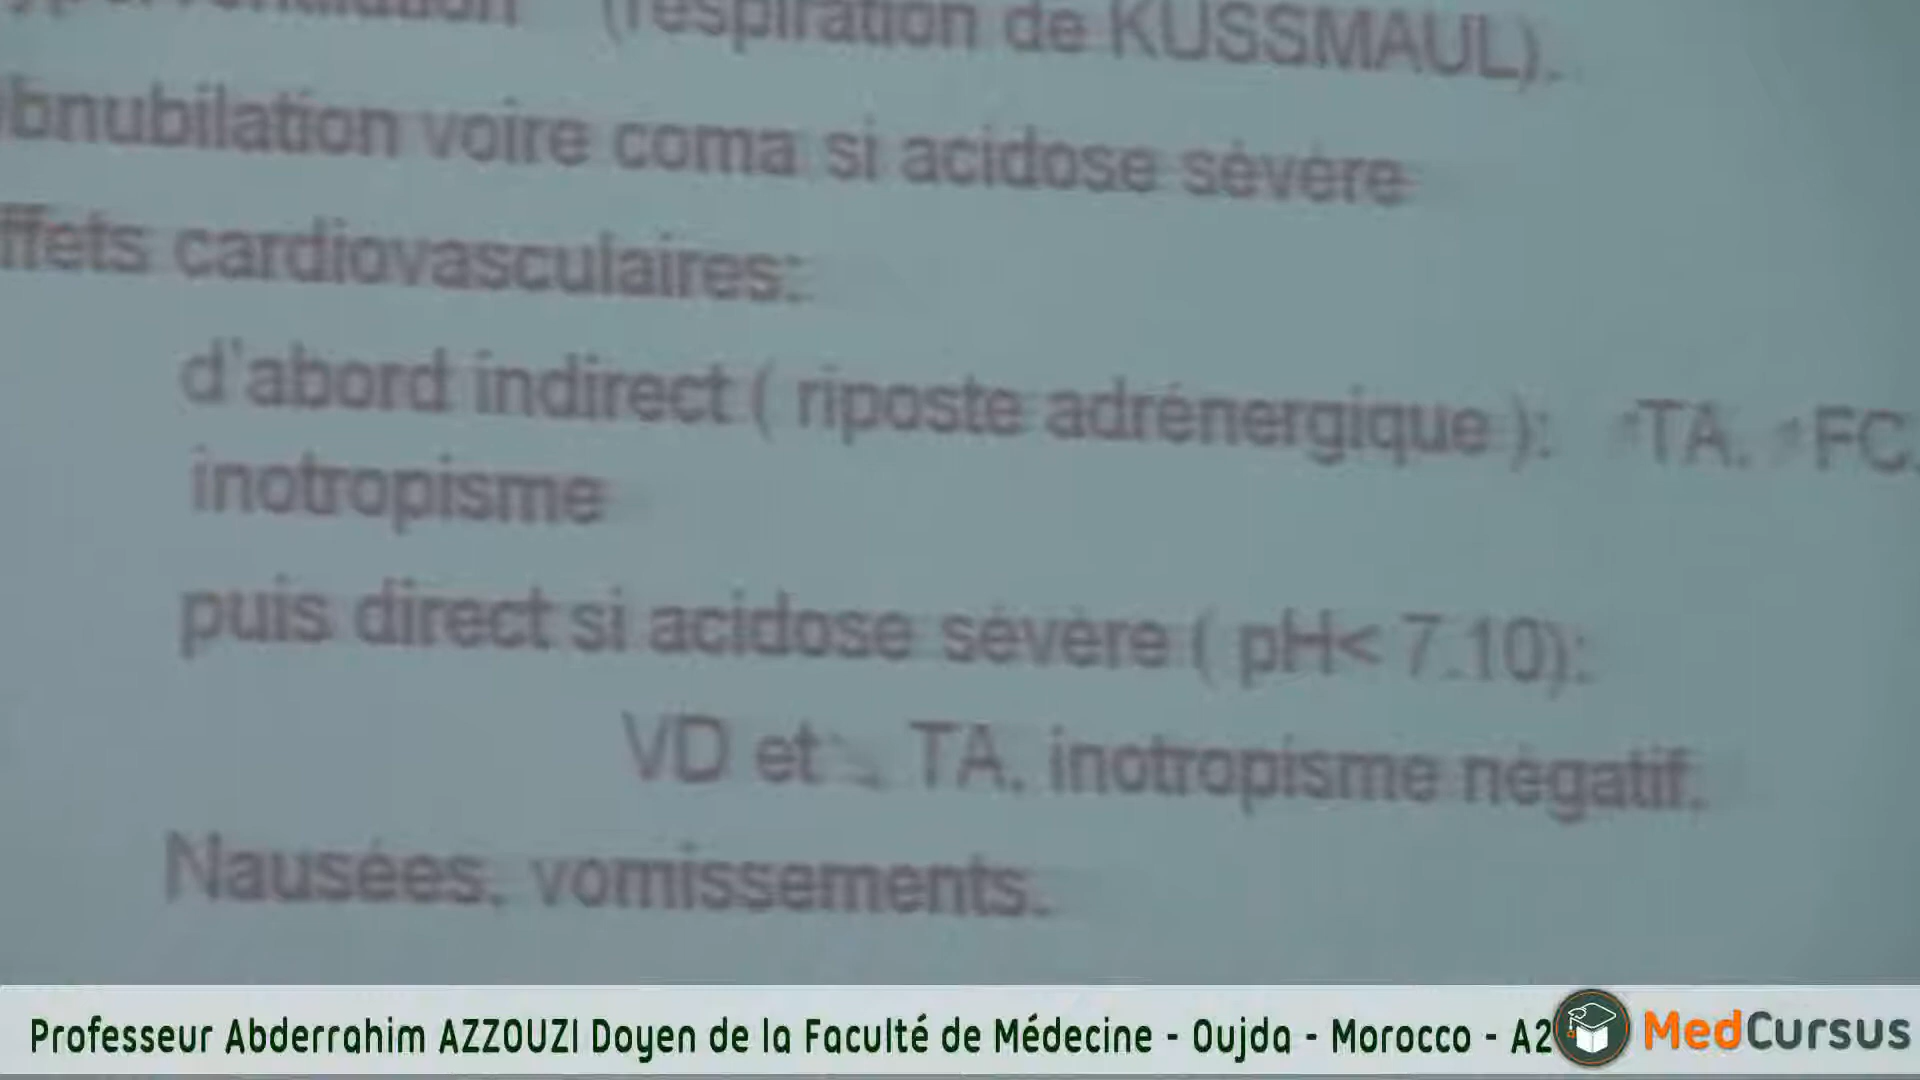 (respiration de KUSSMAUL).
bnubilation voire coma si acidose sévère
ffets cardiovasculaires:
d'abord indirect ( riposte adrénergique ): TA, FC,
inotropisme
puis direct si acidose sévère ( pH< 7.10):
VD et ↘ TA, inotropisme négatif.
Nausées, vomissements.
Professeur Abderrahim AZZOUZI Doyen de la Faculté de Médecine - Oujda - Morocco - A2
MedCursus